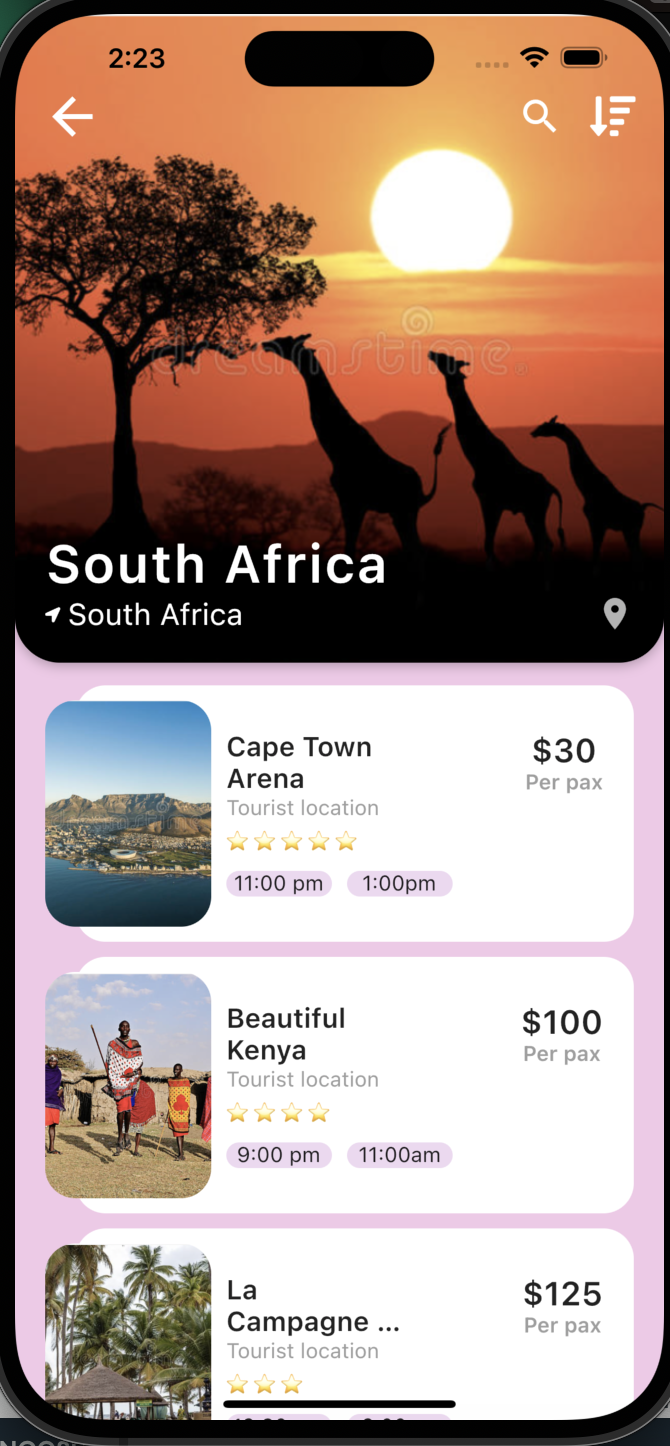 2:23
dreamstime.
South Africa
South Africa
Cape Town
Arena
$30
Per pax
Tourist location
11:00 pm
1:00pm
Beautiful
Kenya
$100
Per pax
Tourist location
9:00 pm
11:00am
La
Campagne ...
$125
Per pax
Tourist location